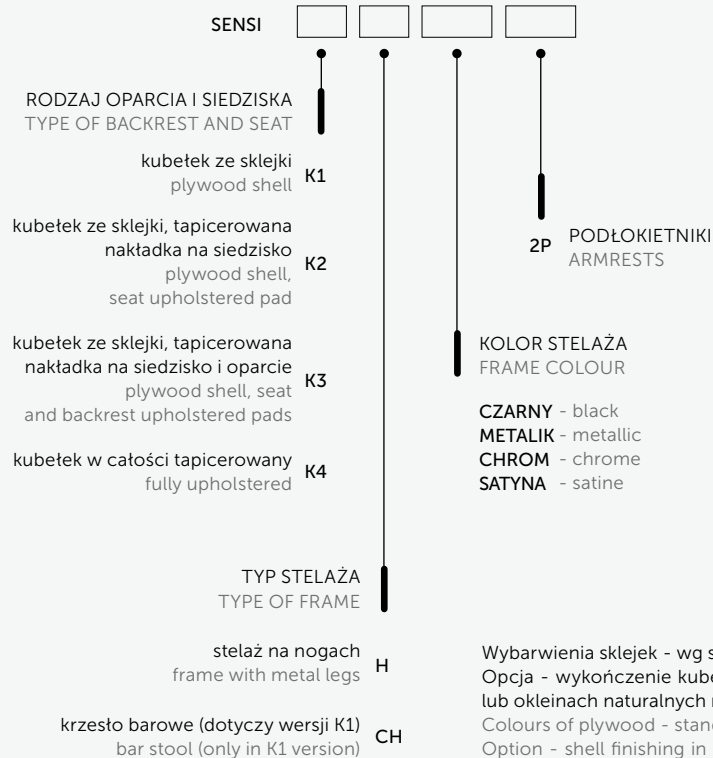 SENSI
RODZAJ OPARCIA I SIEDZISKA
TYPE OF BACKREST AND SEAT
kubełek ze sklejki
plywood shell
K1
kubełek ze sklejki, tapicerowana
nakładka na siedzisko
plywood shell,
seat upholstered pad
K2
kubełek ze sklejki, tapicerowana
nakładka na siedzisko i oparcie
plywood shell, seat
and backrest upholstered pads
K3
kubełek w całości tapicerowany
fully upholstered
K4
2P
PODŁOKIETNIKI
ARMRESTS
KOLOR STELAŻA
FRAME COLOUR
CZARNY - black
METALIK - metallic
CHROM - chrome
SATYNA - satine
TYP STELAŻA
TYPE OF FRAME
stelaż na nogach
frame with metal legs
H
krzesło barowe (dotyczy wersji K1)
bar stool (only in K1 version)
CH
Wybarwienia sklejek - wg
Opcja - wykończenie
lub okleinach naturalnych
Colours of plywood -
Option - shell finishing in